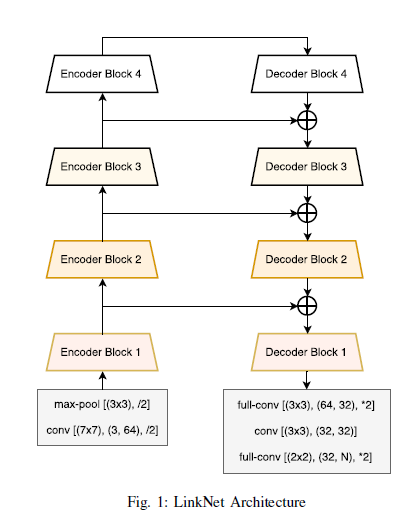 Encoder Block 4
Decoder Block 4
Encoder Block 3
Decoder Block 3
Encoder Block 2
Decoder Block 2
Encoder Block 1
Decoder Block 1
max-pool [(3x3), /2]
conv [(7x7), (3, 64), /2]
full-conv [(3x3), (64, 32), *2]
conv [(3x3), (32, 32)]
full-conv [(2x2), (32, N), *2]
Fig. 1: LinkNet Architecture